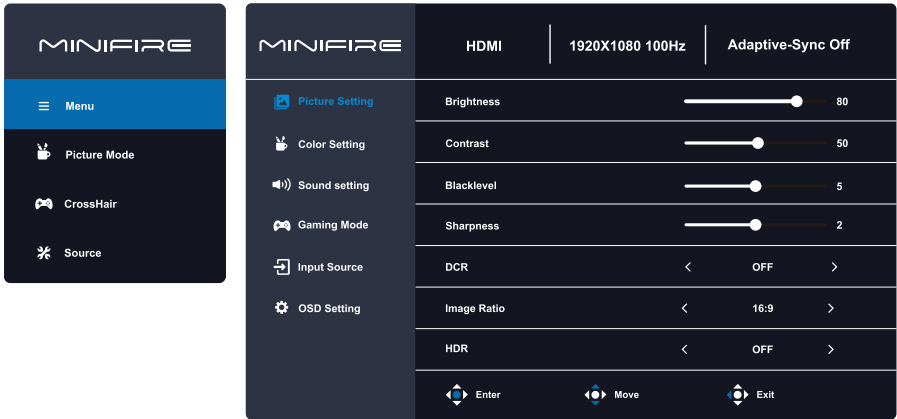 MINIFIRE
Menu
Picture Mode
CrossHair
Source
MINIFIRE
HDMI
1920X1080 100Hz
Adaptive-Sync Off
Picture Setting
Color Setting
Sound setting
Gaming Mode
Input Source
OSD Setting
Brightness 80
Contrast 50
Blacklevel 5
Sharpness 2
DCR OFF
Image Ratio 16:9
HDR OFF
Enter Move Exit